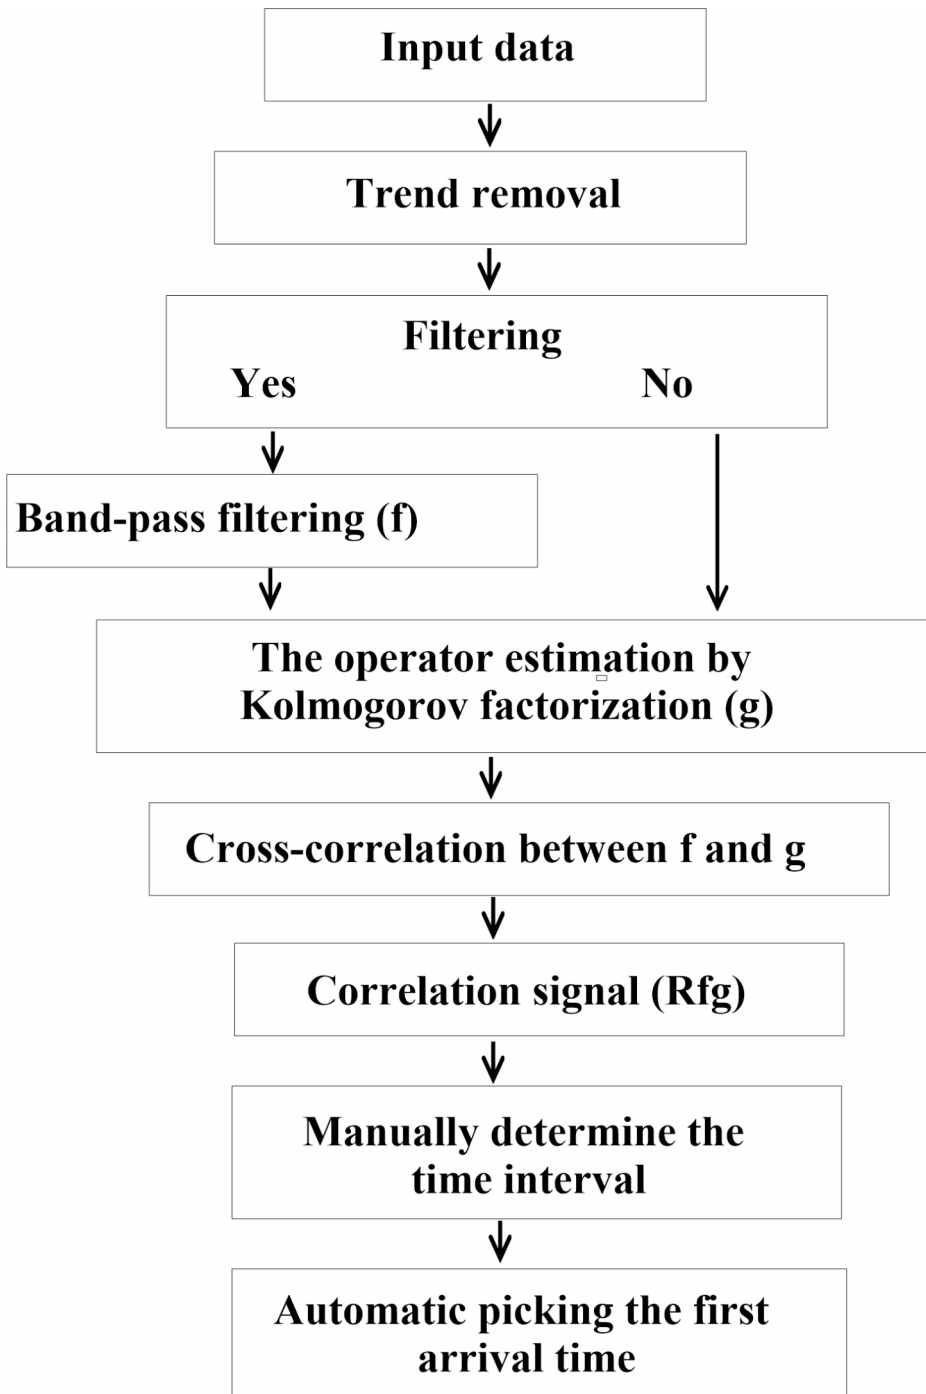 Input data
Trend removal
Filtering
Yes No
Band-pass filtering (f)
The operator estimation by
Kolmogorov factorization (g)
Cross-correlation between f and g
Correlation signal (Rfg)
Manually determine the
time interval
Automatic picking the first
arrival time